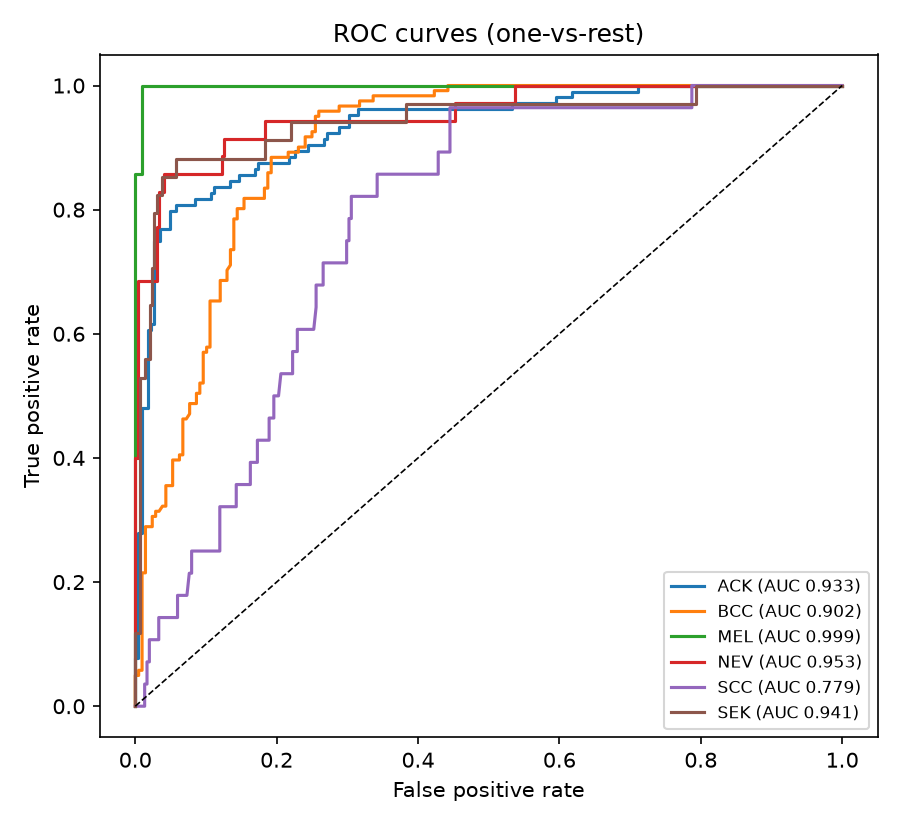 ROC curves (one-vs-rest)
True positive rate
1.0
0.8
0.6
0.4
0.2
0.0
ACK (AUC 0.933)
BCC (AUC 0.902)
MEL (AUC 0.999)
NEV (AUC 0.953)
SCC (AUC 0.779)
SEK (AUC 0.941)
0.0 0.2 0.4 0.6 0.8 1.0
False positive rate